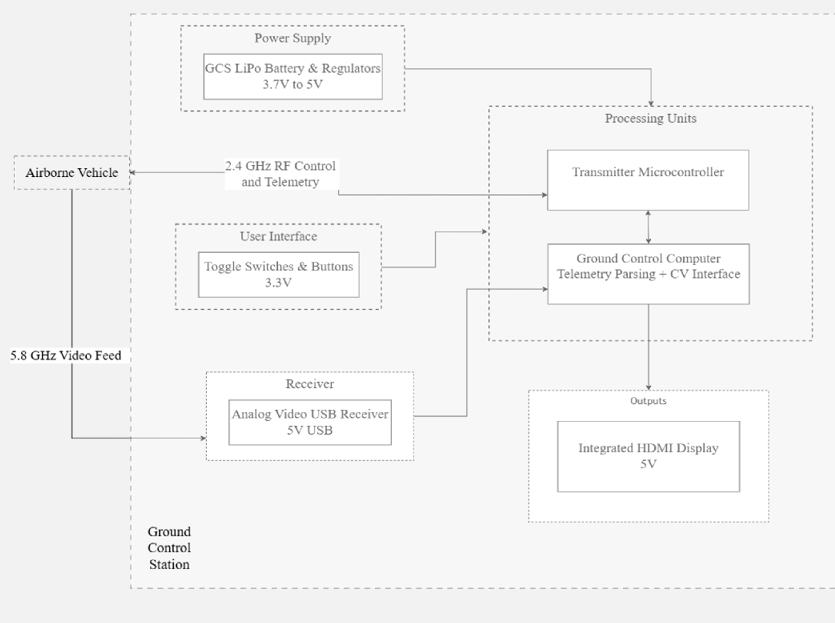 Power Supply
GCS LiPo Battery & Regulators
3.7V to 5V
Processing Units
Airborne Vehicle
2.4 GHz RF Control
and Telemetry
Transmitter Microcontroller
User Interface
Toggle Switches & Buttons
3.3V
Ground Control Computer
Telemetry Parsing + CV Interface
5.8 GHz Video Feed
Receiver
Analog Video USB Receiver
5V USB
Outputs
Integrated HDMI Display
5V
Ground
Control
Station